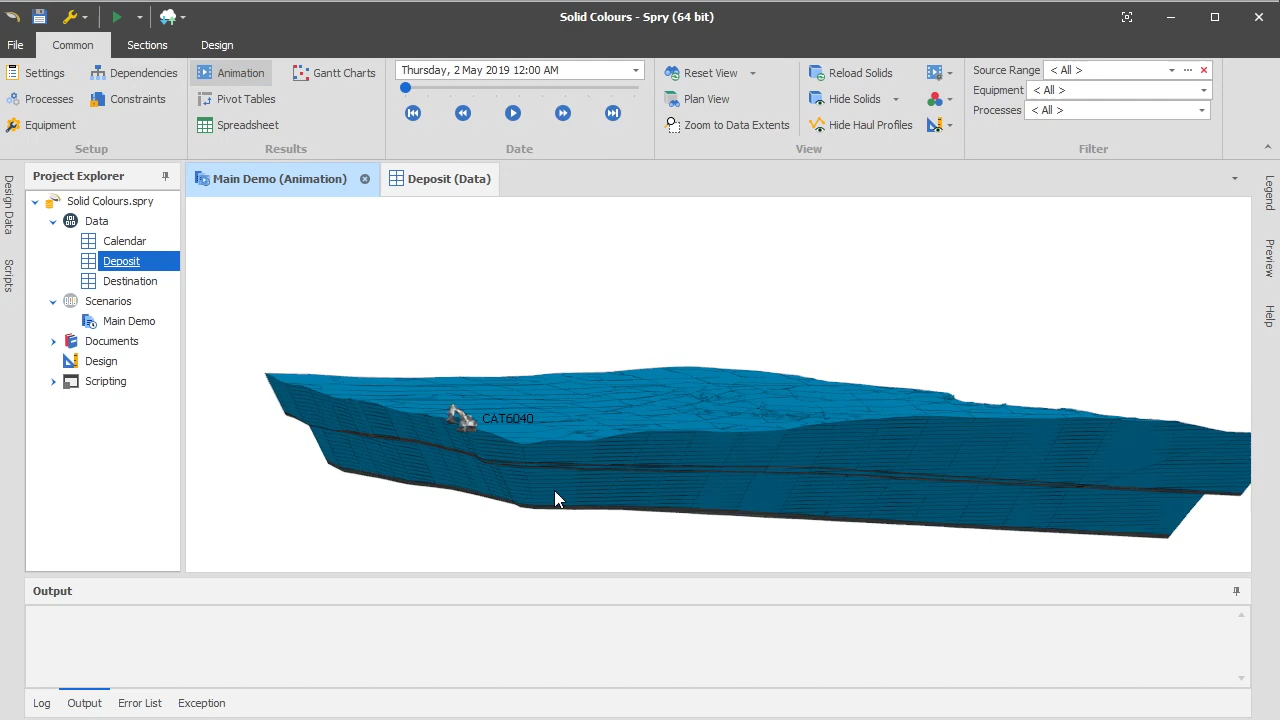 Solid Colours - Spry (64 bit)
File Common Sections Design
Settings Dependencies Animation Gantt Charts Thursday, 2 May 2019 12:00 AM Reset View Reload Solids Source Range < All >
Processes Constraints Pivot Tables Plan View Hide Solids Equipment < All >
Equipment Spreadsheet Zoom to Data Extents Hide Haul Profiles Processes < All >
Setup Results Date View Filter
Design Data
Scripts
Project Explorer
Solid Colours.spry
Data
Calendar
Deposit
Destination
Scenarios
Main Demo
Documents
Design
Scripting
Main Demo (Animation) Deposit (Data)
CAT6040
Legend
Preview
Help
Output
Log Output Error List Exception